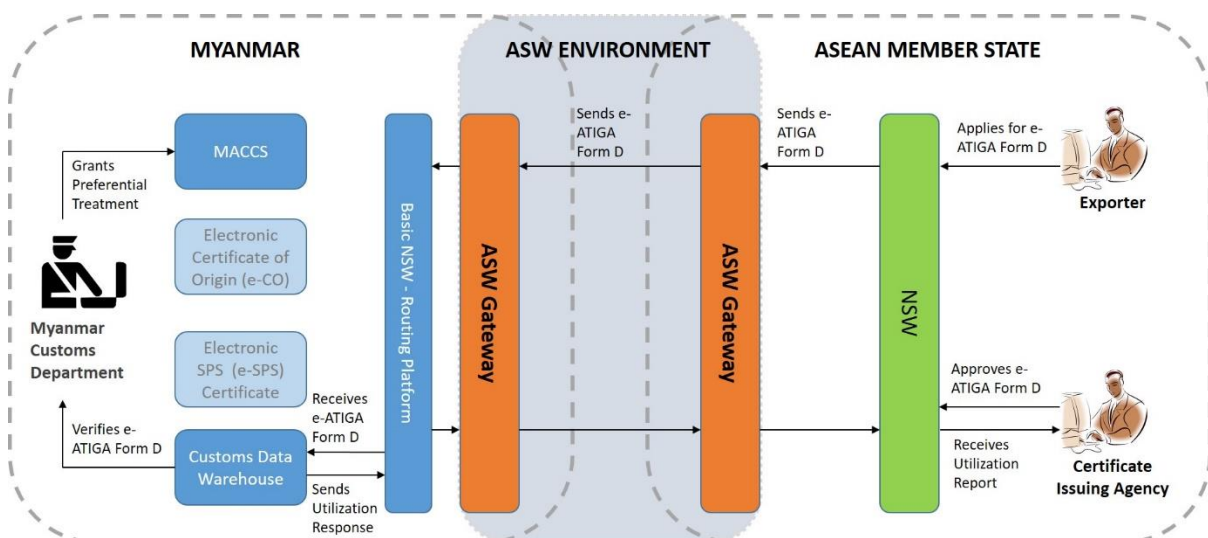 MYANMAR
ASW ENVIRONMENT
ASEAN MEMBER STATE
MACCS
Grants
Preferential
Treatment
Electronic
Certificate of
Origin (e-CO)
Myanmar
Customs
Department
Electronic
SPS (e-SPS)
Certificate
Verifies e-
ATIGA Form D
Customs Data
Warehouse
Receives
e-ATIGA
Form D
Sends
Utilization
Response
Basic NSW - Routing Platform
ASW Gateway
Sends e-
ATIGA
Form D
ASW Gateway
Sends e-
ATIGA
Form D
NSW
Applies for e-
ATIGA Form D
Exporter
Approves e-
ATIGA Form D
Receives
Utilization
Report
Certificate
Issuing Agency